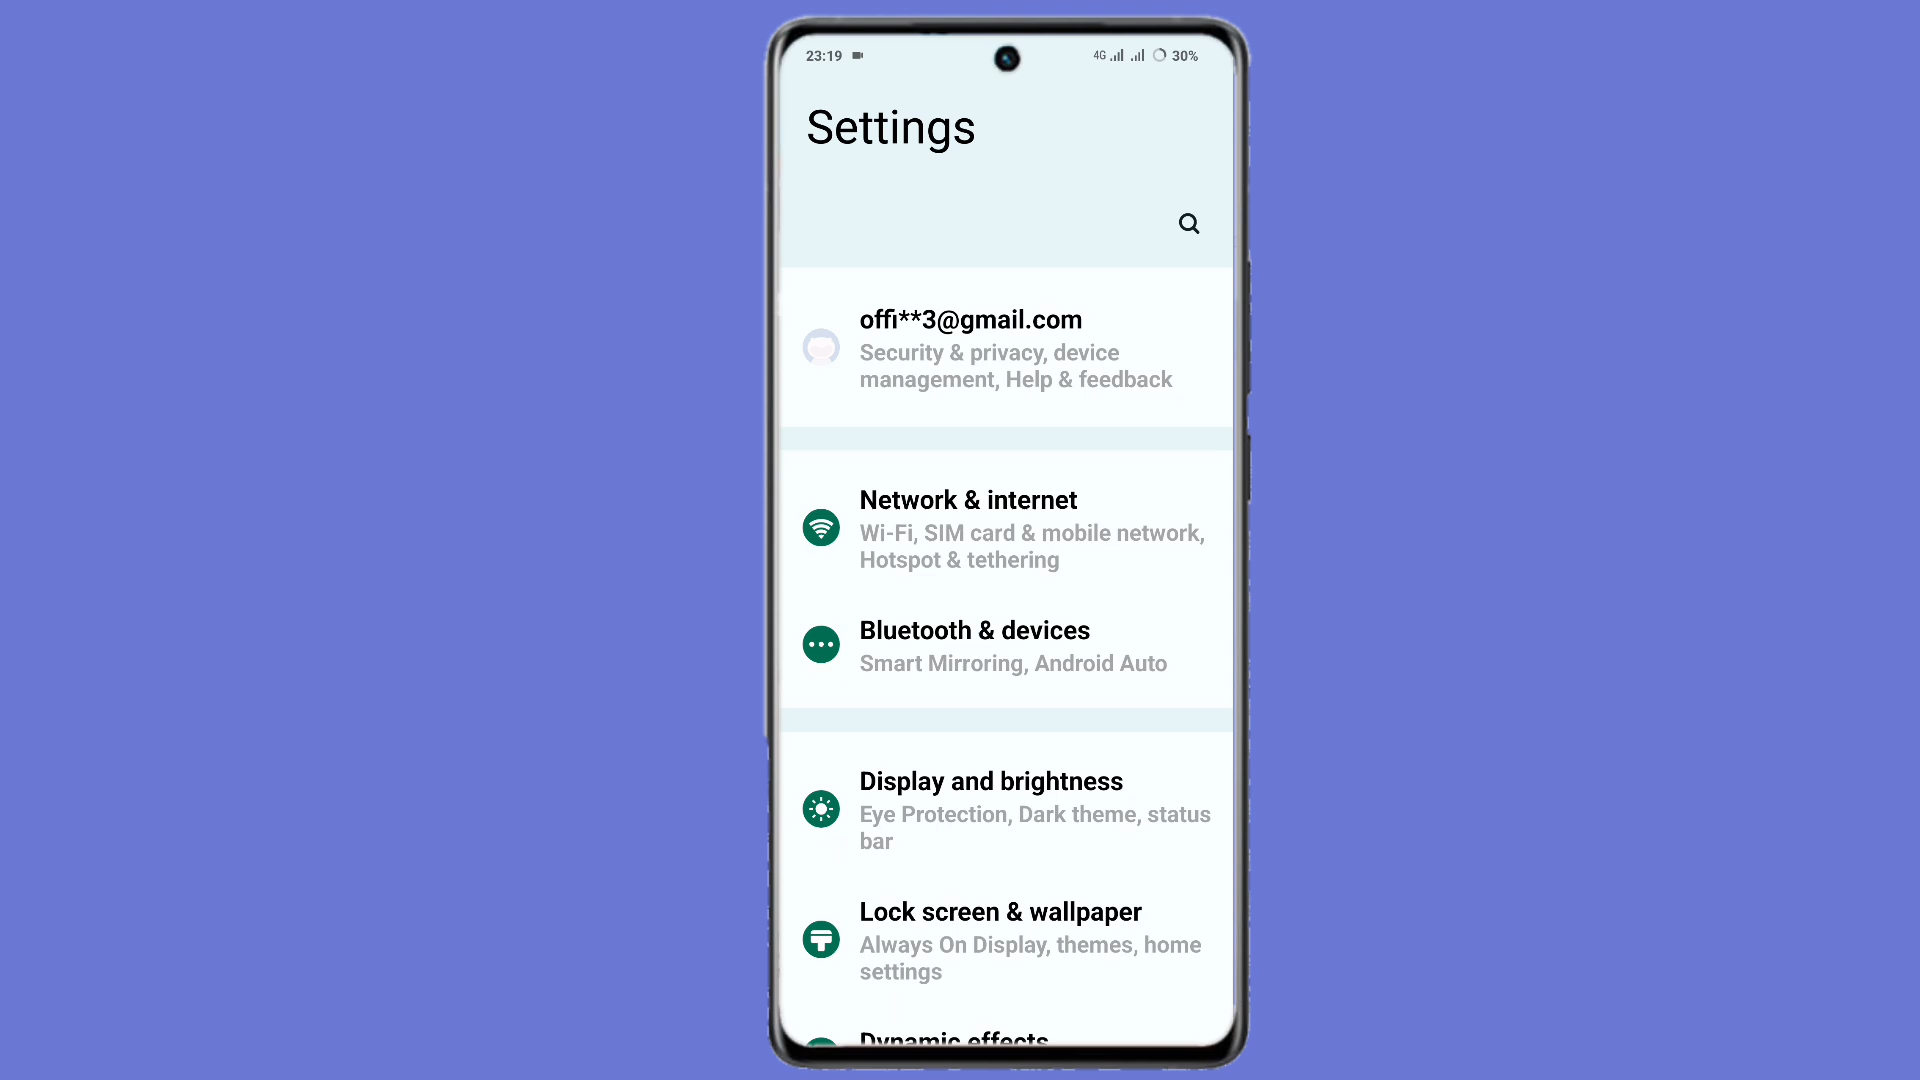 23:19 4G 30%
Settings
offi**3@gmail.com
Security & privacy, device
management, Help & feedback
Network & internet
Wi-Fi, SIM card & mobile network,
Hotspot & tethering
Bluetooth & devices
Smart Mirroring, Android Auto
Display and brightness
Eye Protection, Dark theme, status
bar
Lock screen & wallpaper
Always On Display, themes, home
settings
Dynamic effects